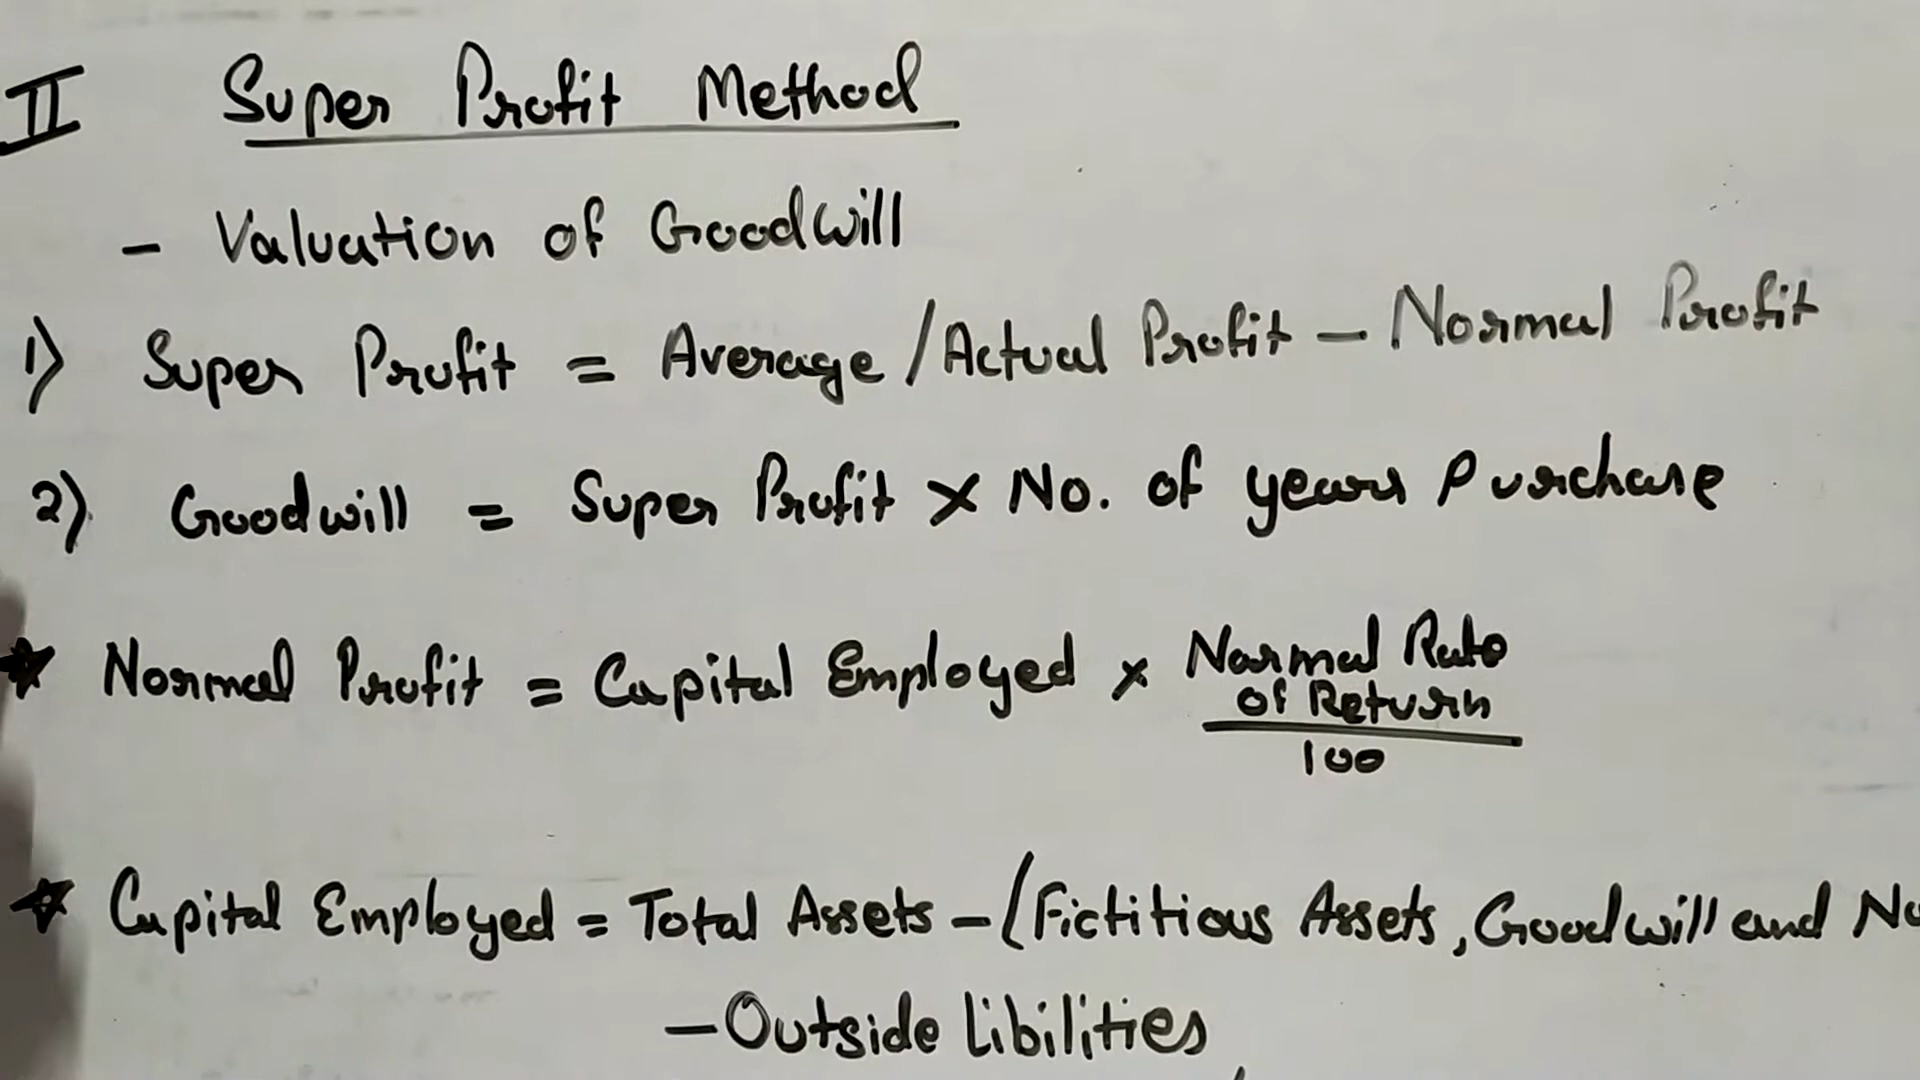 II Super Profit Method
- Valuation of Goodwill
1) Super Profit = Average / Actual Profit - Normal Profit
2) Goodwill = Super Profit × No. of years Purchase
★ Normal Profit = Capital Employed × Normal Rate
of Return
100
★ Capital Employed = Total Assets - (Fictitious Assets, Goodwill and
- Outside Libilities